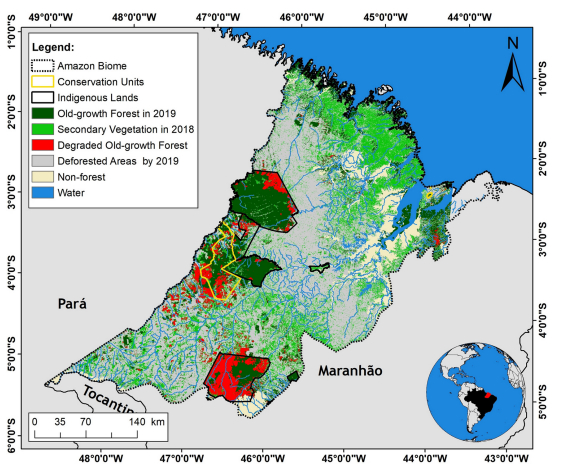 49°0'0"S 48°0'0"S 47°0'0"S 46°0'0"S 45°0'0"S 44°0'0"S
1°0'0"S
2°0'0"S
3°0'0"S
4°0'0"S
5°0'0"S
6°0'0"S
Legend:
Amazon Biome
Conservation Units
Indigenous Lands
Old-growth Forest in 2019
Secondary Vegetation in 2018
Degraded Old-growth Forest
Deforested Areas by 2019
Non-forest
Water
N
1°0'0"S
2°0'0"S
3°0'0"S
4°0'0"S
5°0'0"S
Pará
Maranhão
Tocantin
0 35 70 140 km
48°0'0"S 47°0'0"S 46°0'0"S 45°0'0"S 44°0'0"S 43°0'0"S